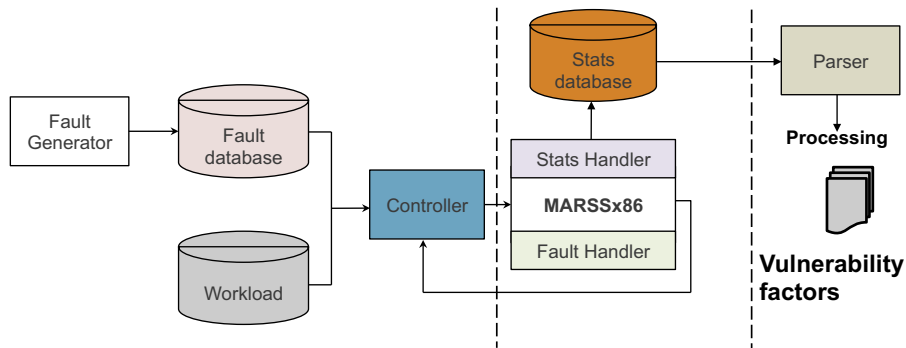 Fault
Generator
Fault
database
Workload
Controller
Stats
database
Stats Handler
MARSSx86
Fault Handler
Parser
Processing
Vulnerability
factors